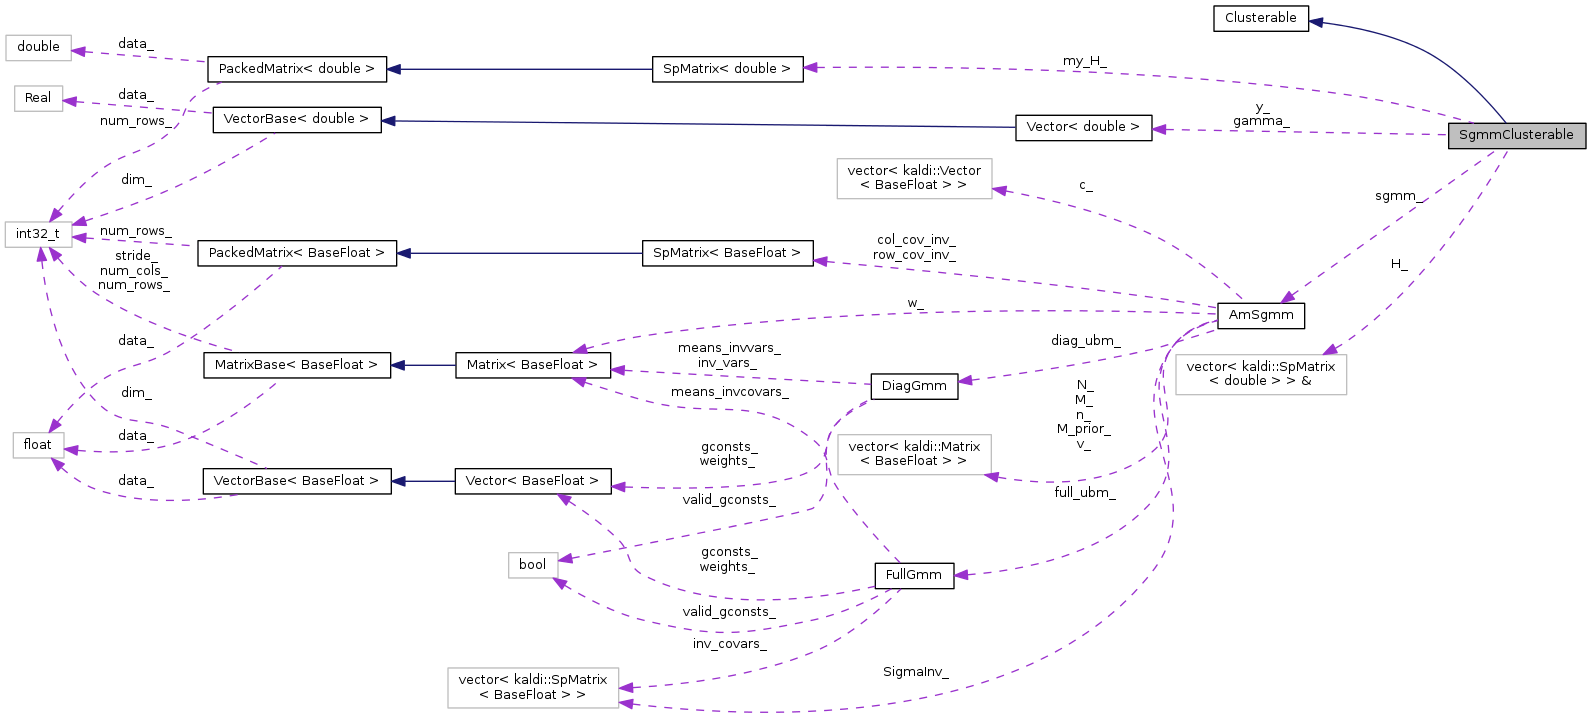 Clusterable
double
data_
PackedMatrix< double >
SpMatrix< double >
my_H_
Real
data_
num_rows_
VectorBase< double >
Vector< double >
y_
gamma_
SgmmClusterable
dim_
vector< kaldi::Vector
< BaseFloat > >
c_
sgmm_
int32_t
num_rows_
stride_
num_cols_
num_rows_
PackedMatrix< BaseFloat >
SpMatrix< BaseFloat >
col_cov_inv_
row_cov_inv_
H_
w_
AmSgmm
data_
MatrixBase< BaseFloat >
Matrix< BaseFloat >
means_invvars_
inv_vars_
diag_ubm_
vector< kaldi::SpMatrix
< double > > &
dim_
means_invcovars_
DiagGmm
N_
M_
n_
M_prior_
v_
float
data_
gconsts_
weights_
vector< kaldi::Matrix
< BaseFloat > >
data_
VectorBase< BaseFloat >
Vector< BaseFloat >
valid_gconsts_
full_ubm_
bool
gconsts_
weights_
FullGmm
valid_gconsts_
inv_covars_
vector< kaldi::SpMatrix
< BaseFloat > >
SigmaInv_